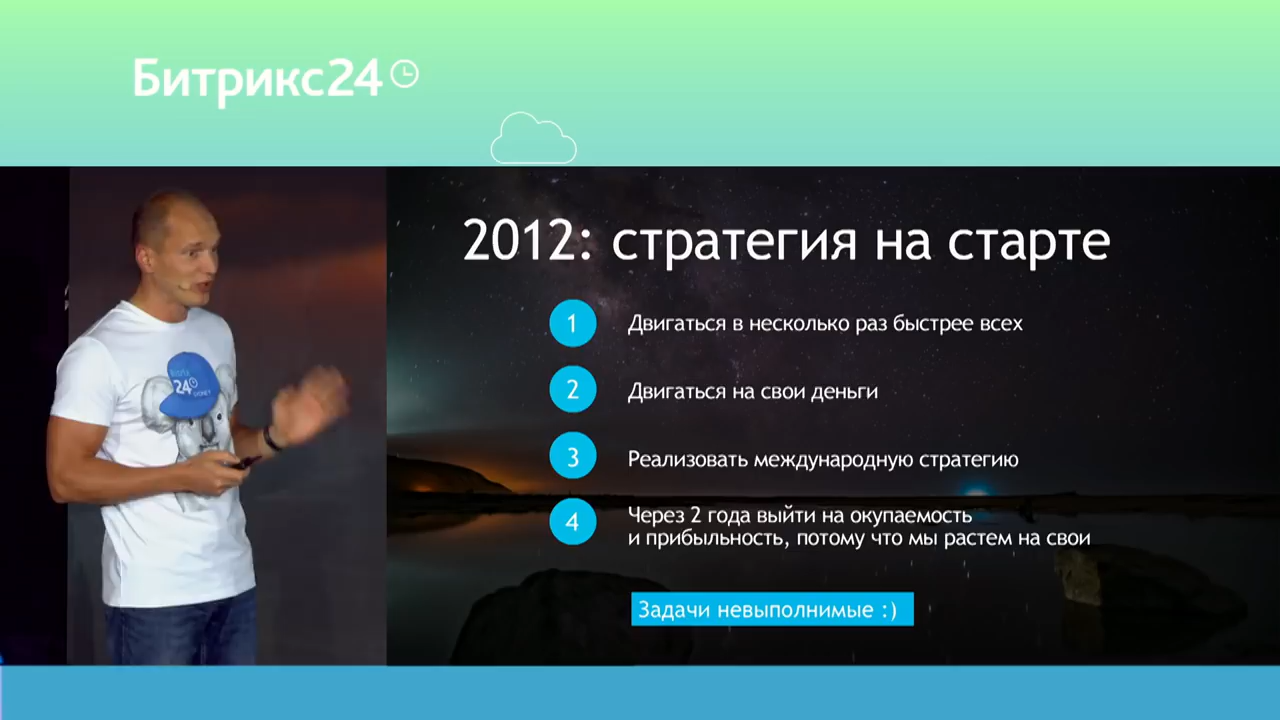 Битрикс24
2012: стратегия на старте
1 Двигаться в несколько раз быстрее всех
2 Двигаться на свои деньги
3 Реализовать международную стратегию
4 Через 2 года выйти на окупаемость
и прибыльность, потому что мы растем на свои
Задачи невыполнимые :)
24